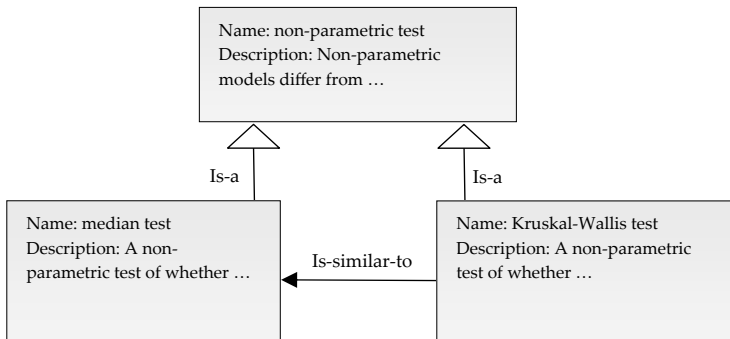 Name: non-parametric test
Description: Non-parametric
models differ from …
Is-a
Is-a
Name: median test
Description: A non-
parametric test of whether …
Is-similar-to
Name: Kruskal-Wallis test
Description: A non-parametric
test of whether …